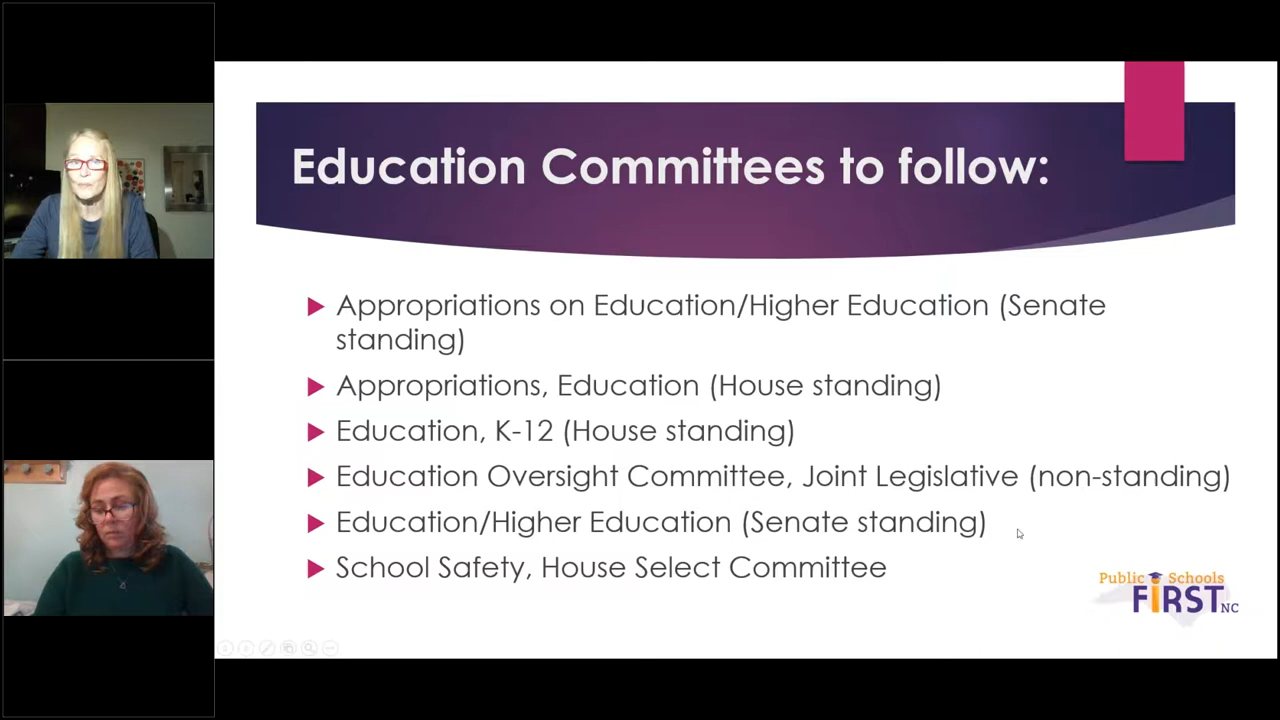 Education Committees to follow:
Appropriations on Education/Higher Education (Senate
standing)
Appropriations, Education (House standing)
Education, K-12 (House standing)
Education Oversight Committee, Joint Legislative (non-standing)
Education/Higher Education (Senate standing)
School Safety, House Select Committee
Public Schools
FiRST NC